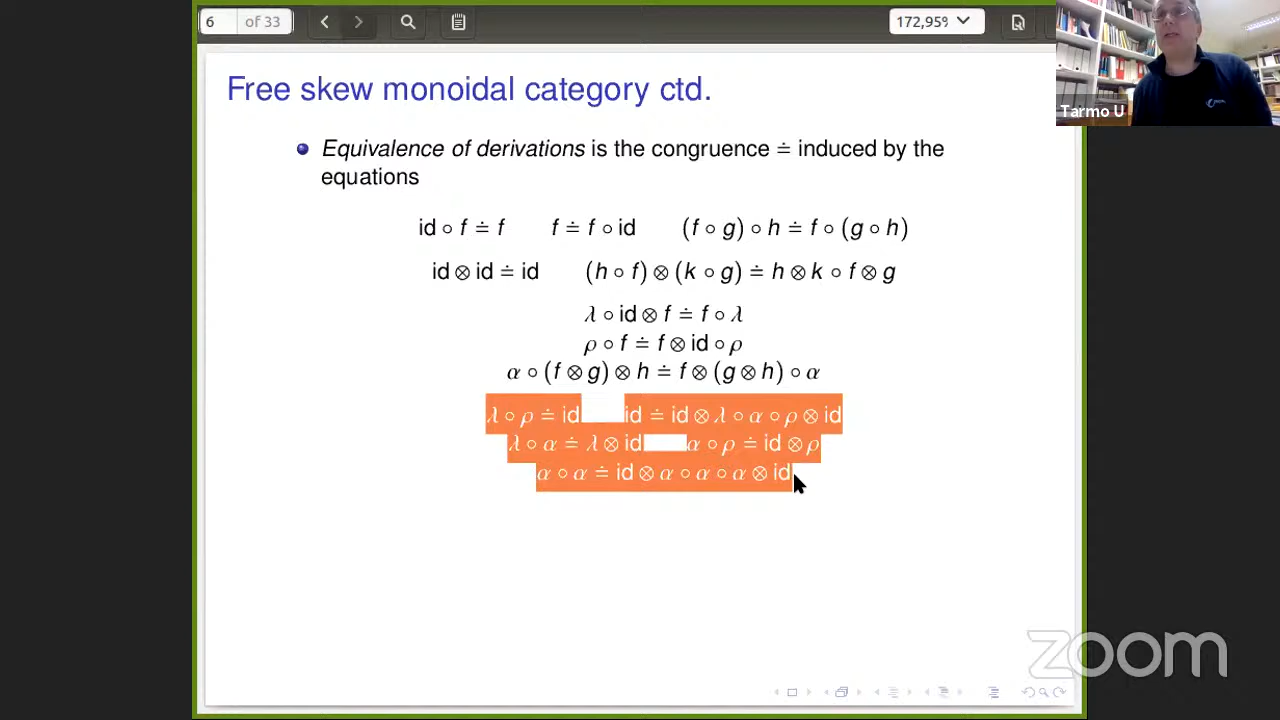 6 of 33 172,95%
Tarmo U
Free skew monoidal category ctd.
Equivalence of derivations is the congruence ≐ induced by the
equations
id ∘ f ≐ f f ≐ f ∘ id (f ∘ g) ∘ h ≐ f ∘ (g ∘ h)
id ⊗ id ≐ id (h ∘ f) ⊗ (k ∘ g) ≐ h ⊗ k ∘ f ⊗ g
λ ∘ id ⊗ f ≐ f ∘ λ
ρ ∘ f ≐ f ⊗ id ∘ ρ
α ∘ (f ⊗ g) ⊗ h ≐ f ⊗ (g ⊗ h) ∘ α
λ ∘ ρ ≐ id id ≐ id ⊗ λ ∘ α ∘ ρ ⊗ id
λ ∘ α ≐ λ ⊗ id α ∘ ρ ≐ id ⊗ ρ
α ∘ α ≐ id ⊗ α ∘ α ∘ α ⊗ id
zoom